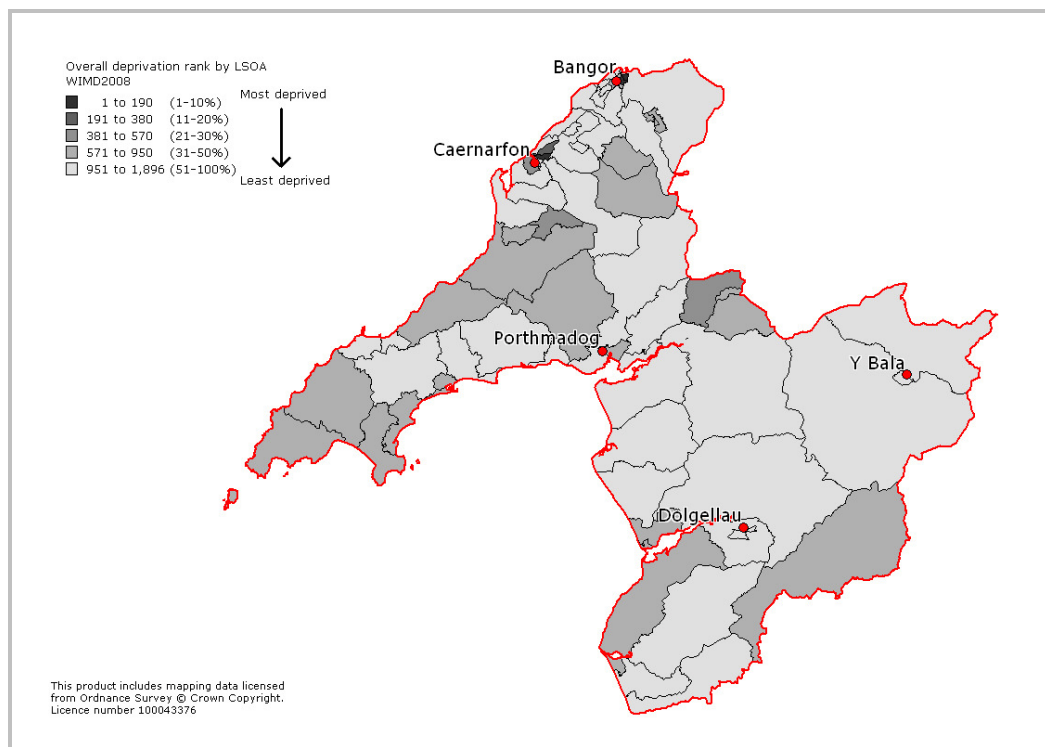 Overall deprivation rank by LSOA
WIMD2008
1 to 190 (1-10%)
191 to 380 (11-20%)
381 to 570 (21-30%)
571 to 950 (31-50%)
951 to 1,896 (51-100%)
Most deprived
Least deprived
Bangor
Caernarfon
Porthmadog
Y Bala
Dolgellau
This product includes mapping data licensed
from Ordnance Survey © Crown Copyright.
Licence number 100043376